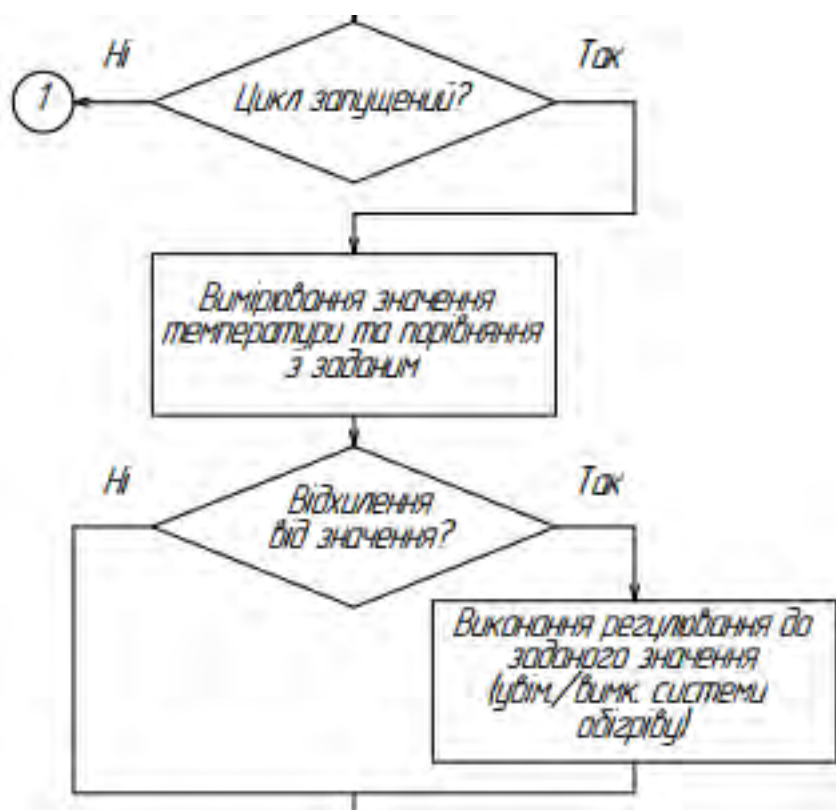 Ні
Так
1
Цикл запущений?
Вимірювання значення
температури та порівняння
з заданим
Ні
Так
Відхилення
від значення?
Виконання регулювання до
заданого значення
(увім./вимк. системи
обігріву)